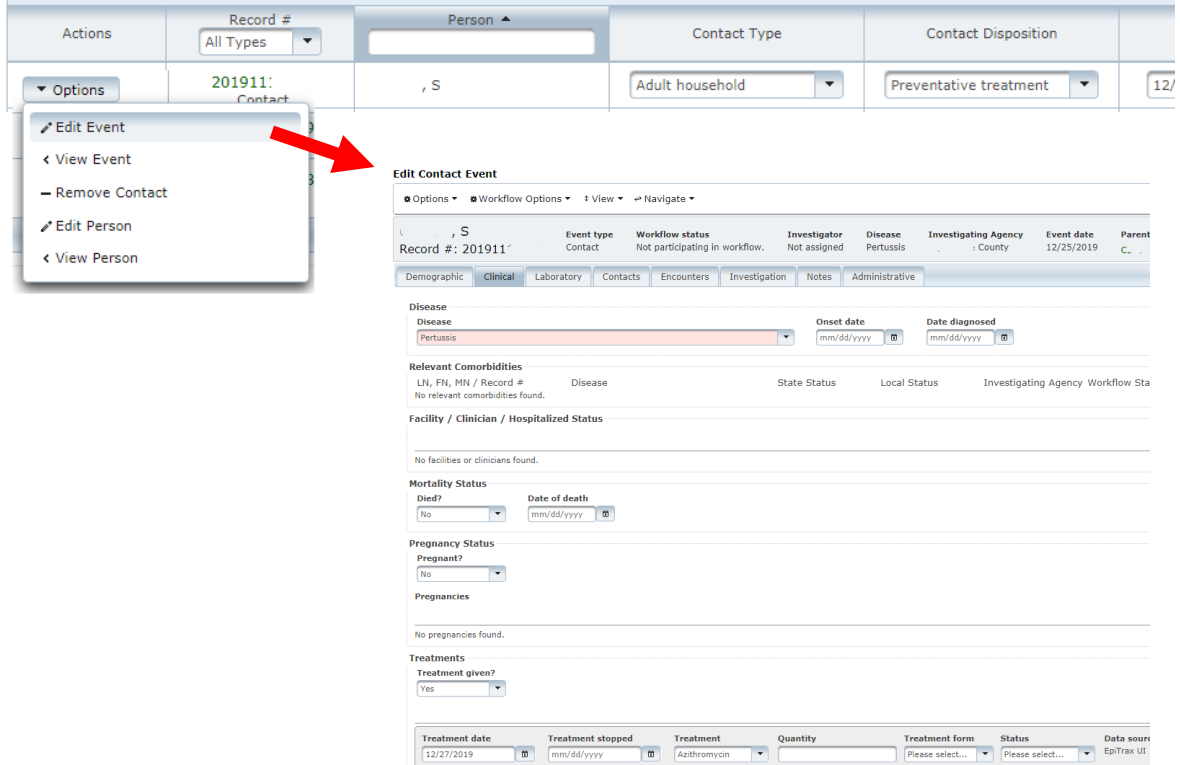 Actions Record # Person Contact Type Contact Disposition
All Types
Options 201911 , S Adult household Preventative treatment 12/
Contact
Edit Event
View Event
Remove Contact
Edit Person
View Person
Edit Contact Event
Options Workflow Options View Navigate
, S Event type Workflow status Investigator Disease Investigating Agency Event date Parent
Record #: 201911 Contact Not participating in workflow. Not assigned Pertussis County 12/25/2019
Demographic Clinical Laboratory Contacts Encounters Investigation Notes Administrative
Disease
Disease Onset date Date diagnosed
Pertussis mm/dd/yyyy mm/dd/yyyy
Relevant Comorbidities
LN, FN, MN / Record # Disease State Status Local Status Investigating Agency Workflow Sta
No relevant comorbidities found.
Facility / Clinician / Hospitalized Status
No facilities or clinicians found.
Mortality Status
Died? Date of death
No mm/dd/yyyy
Pregnancy Status
Pregnant?
No
Pregnancies
No pregnancies found.
Treatments
Treatment given?
Yes
Treatment date Treatment stopped Treatment Quantity Treatment form Status Data sour
12/27/2019 mm/dd/yyyy Azithromycin Please select... Please select... EpiTrax UI